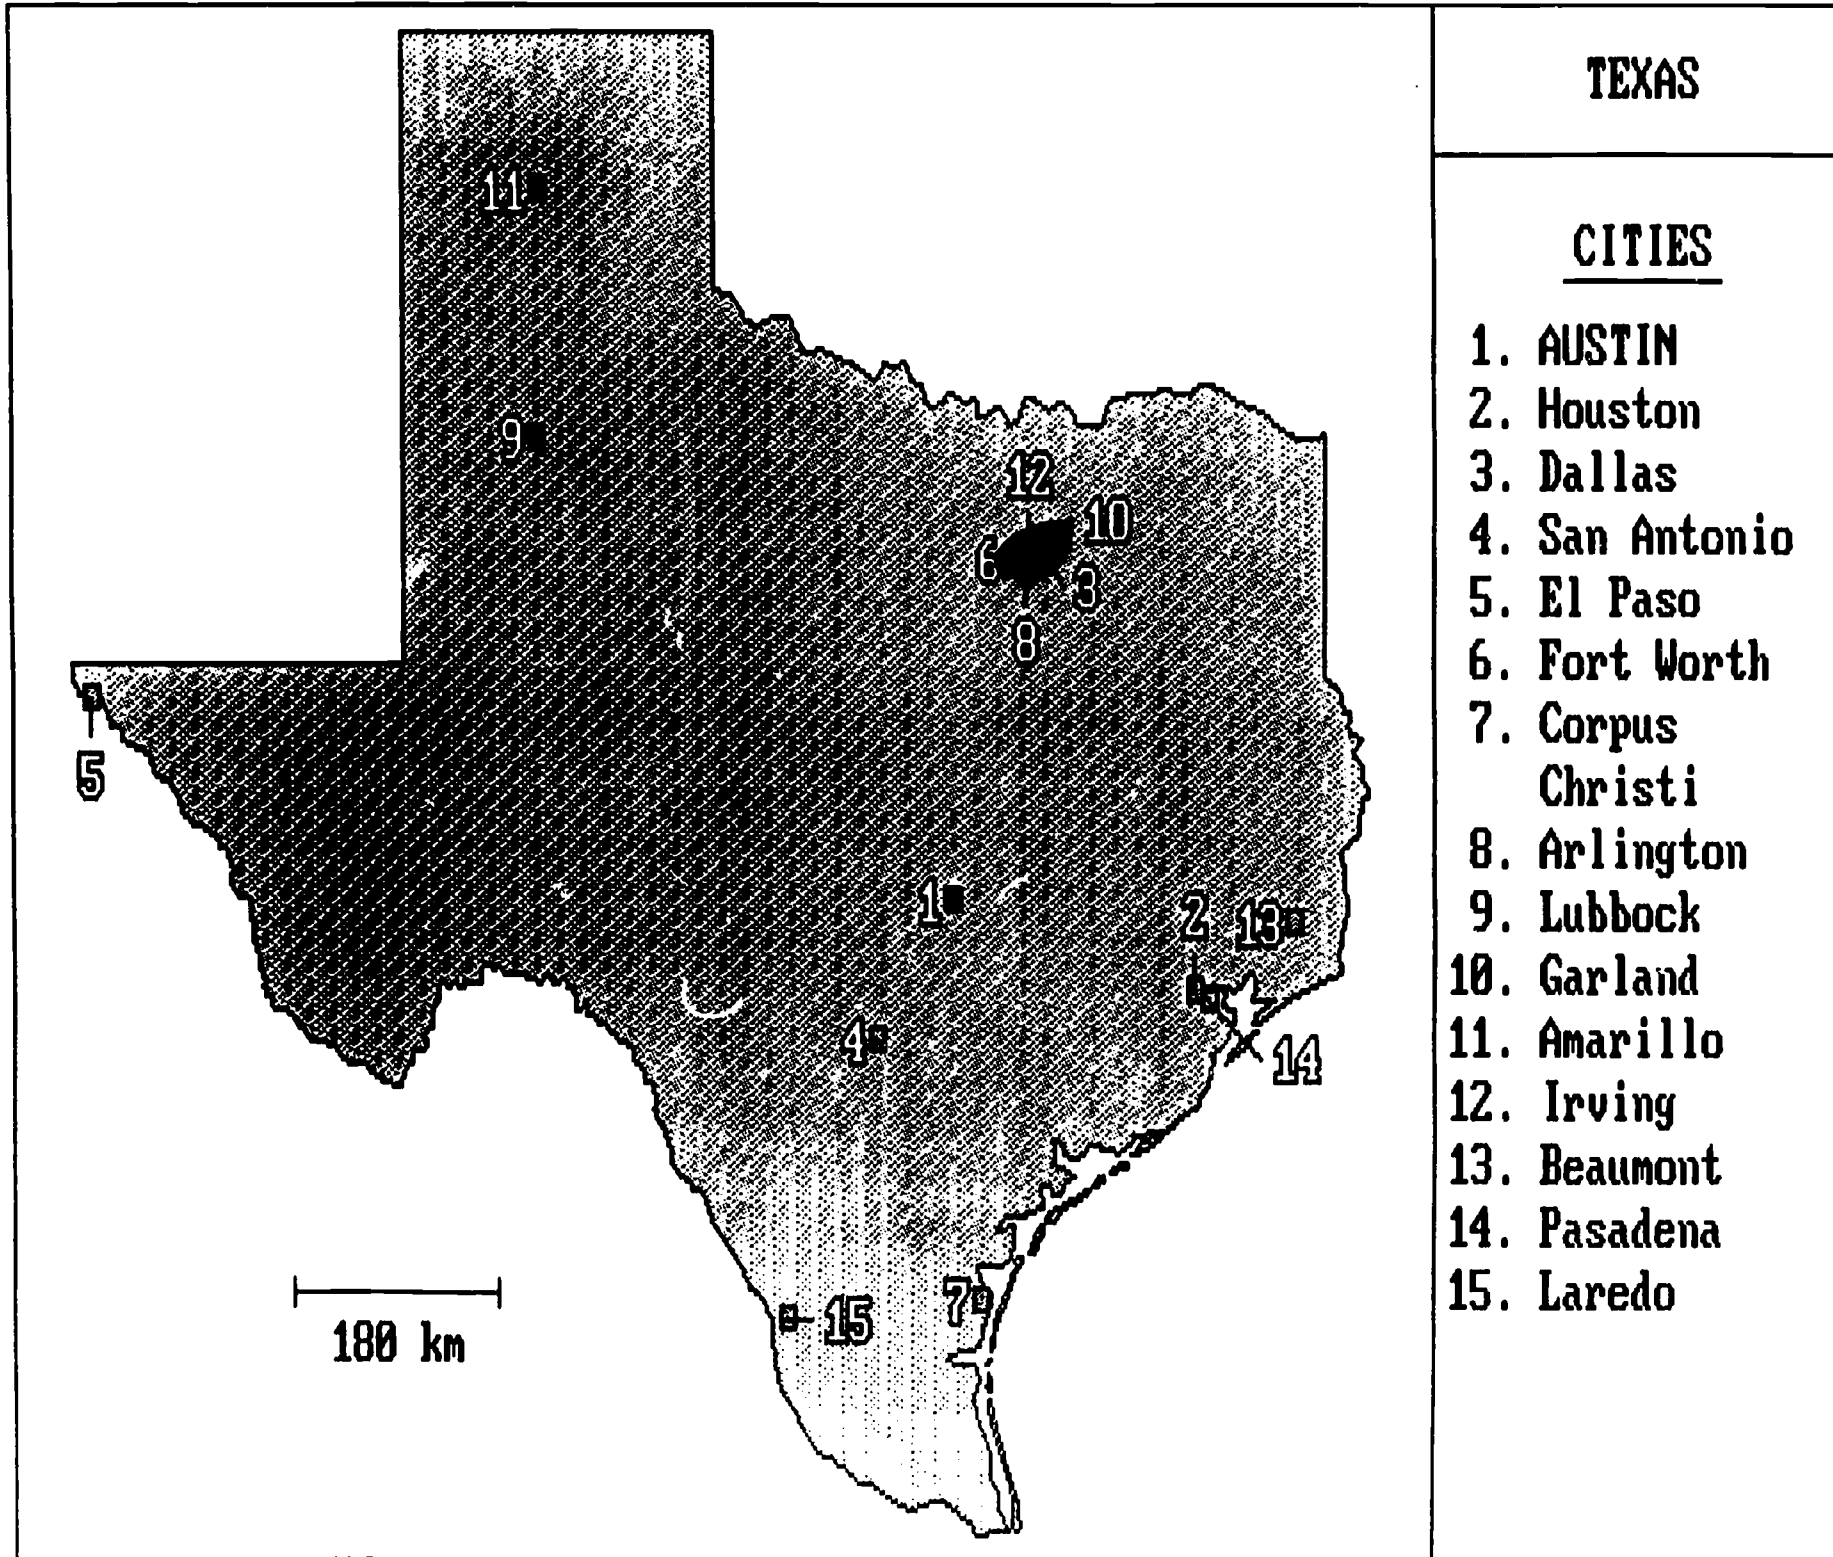 TEXAS
CITIES
1. AUSTIN
2. Houston
3. Dallas
4. San Antonio
5. El Paso
6. Fort Worth
7. Corpus
Christi
8. Arlington
9. Lubbock
10. Garland
11. Amarillo
12. Irving
13. Beaumont
14. Pasadena
15. Laredo
11
9
12
10
6
3
8
5
1
2
13
4
14
7
15
180 km